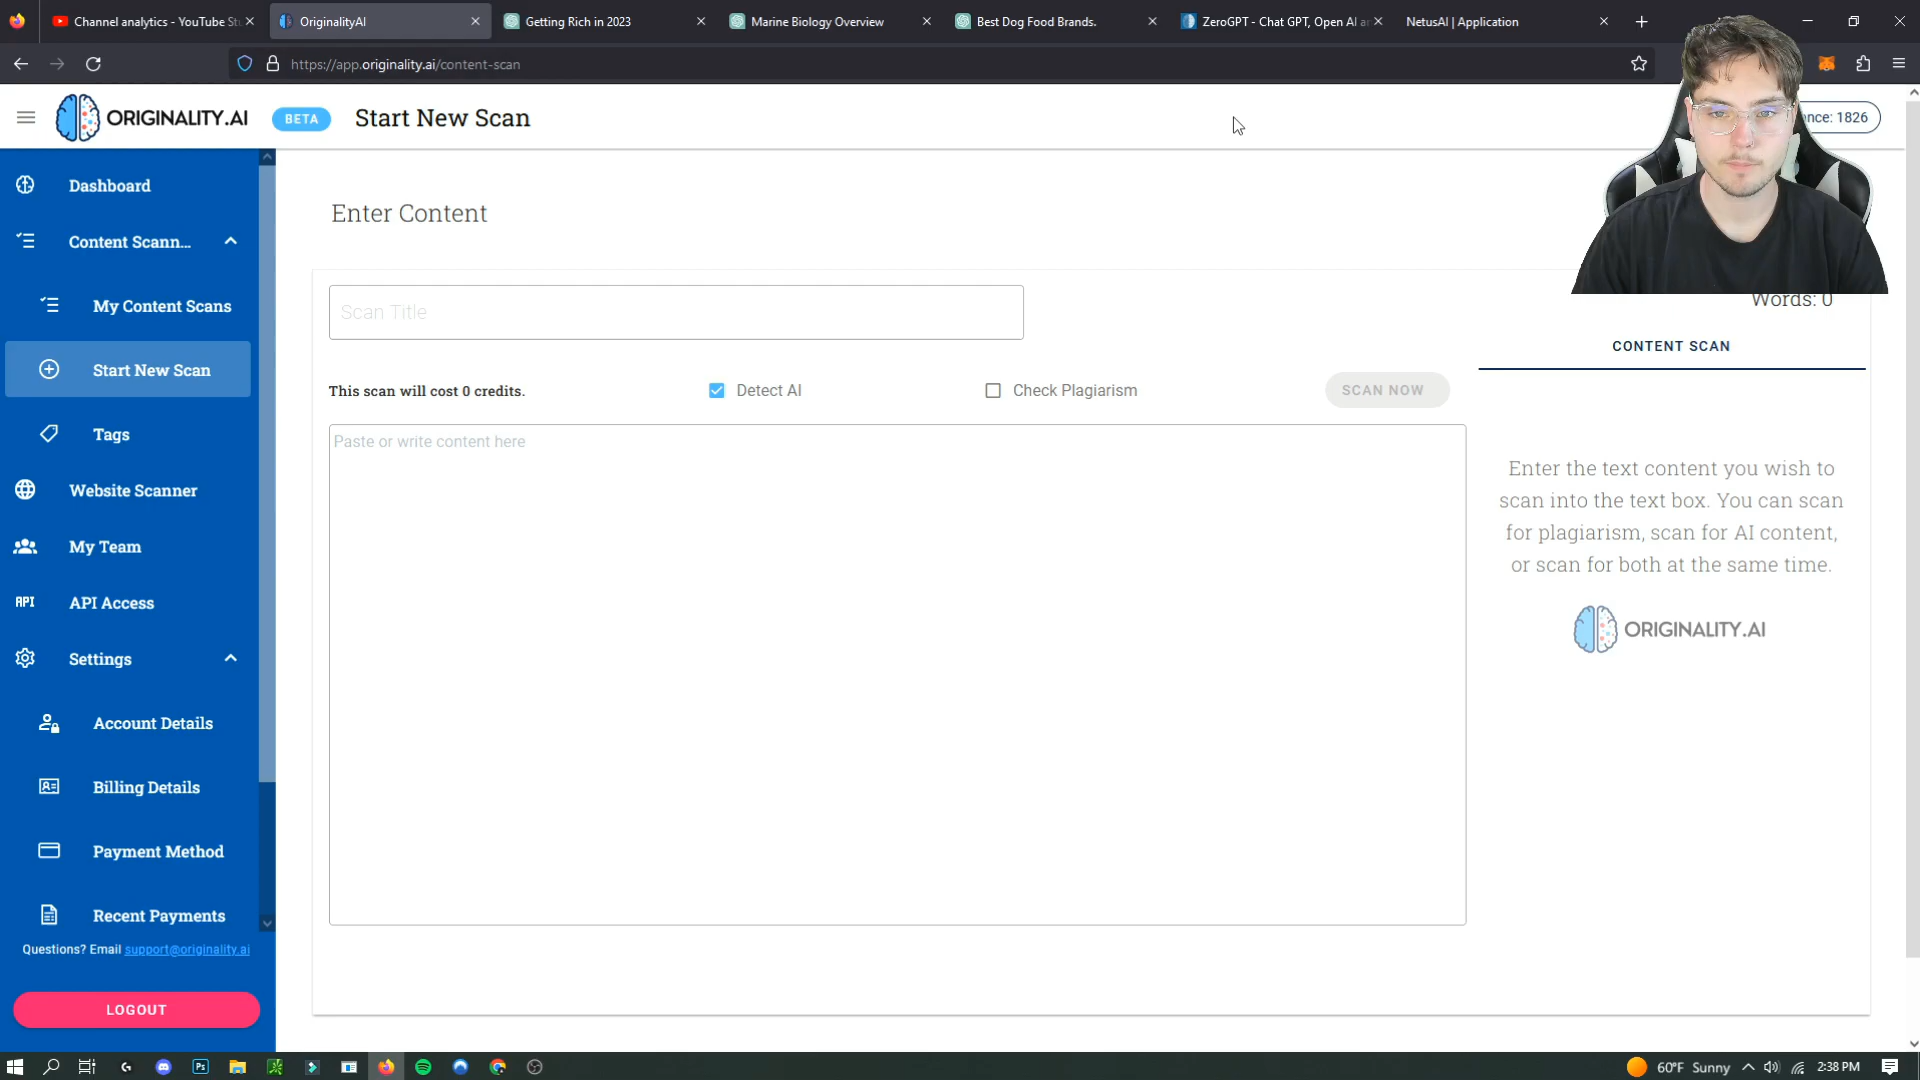 Channel analytics - YouTube St
OriginalityAI
Getting Rich in 2023
Marine Biology Overview
Best Dog Food Brands.
ZeroGPT - Chat GPT, Open AI a
NetusAI | Application
https://app.originality.ai/content-scan
ORIGINALITY.AI
BETA
Start New Scan
nce: 1826
Dashboard
Content Scann...
My Content Scans
Start New Scan
Tags
Website Scanner
My Team
API
API Access
Settings
Account Details
Billing Details
Payment Method
Recent Payments
Questions? Email support@originality.ai
LOGOUT
Enter Content
Scan Title
Words: 0
This scan will cost 0 credits.
Detect AI
Check Plagiarism
SCAN NOW
CONTENT SCAN
Paste or write content here
Enter the text content you wish to
scan into the text box. You can scan
for plagiarism, scan for AI content,
or scan for both at the same time.
ORIGINALITY.AI
Ps
60°F Sunny
2:38 PM